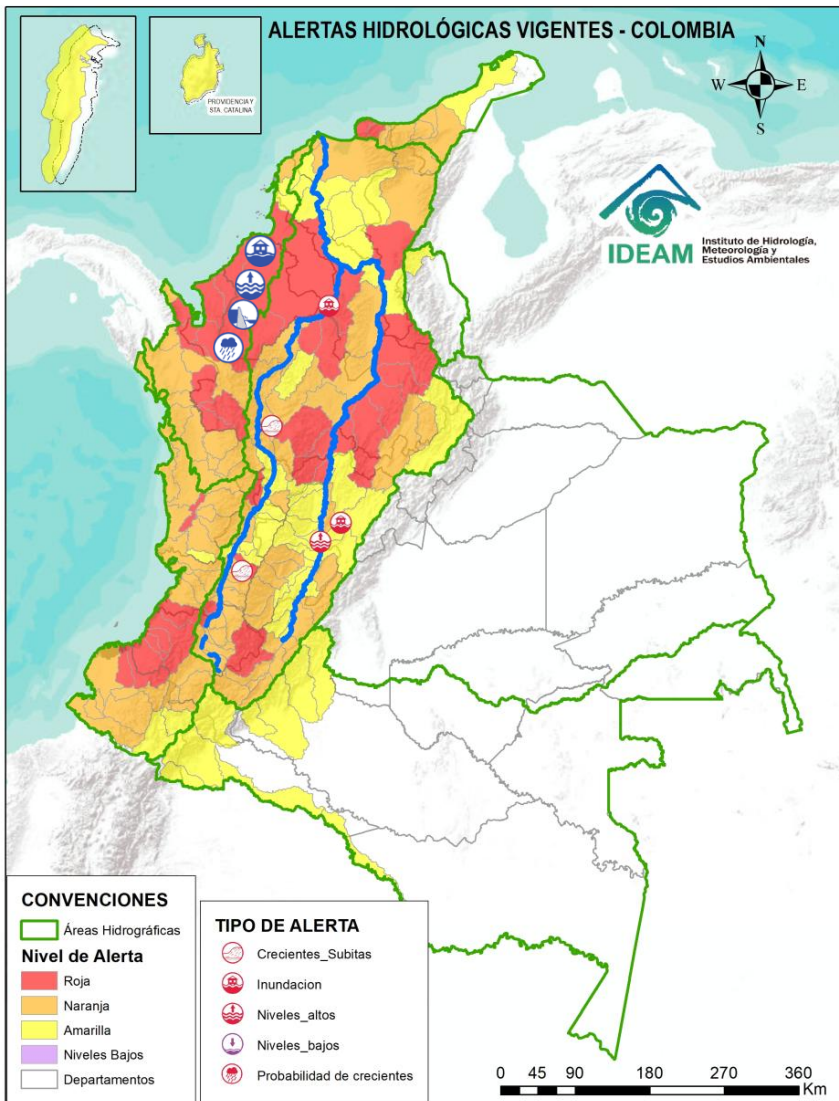 ALERTAS HIDROLÓGICAS VIGENTES - COLOMBIA
PROVIDENCIA Y
STA. CATALINA
N
W
E
S
IDEAM
Instituto de Hidrología,
Meteorología y
Estudios Ambientales
CONVENCIONES
Áreas Hidrográficas
Nivel de Alerta
Roja
Naranja
Amarilla
Niveles Bajos
Departamentos
TIPO DE ALERTA
Crecientes_Subitas
Inundacion
Niveles_altos
Niveles_bajos
Probabilidad de crecientes
0 45 90 180 270 360
Km